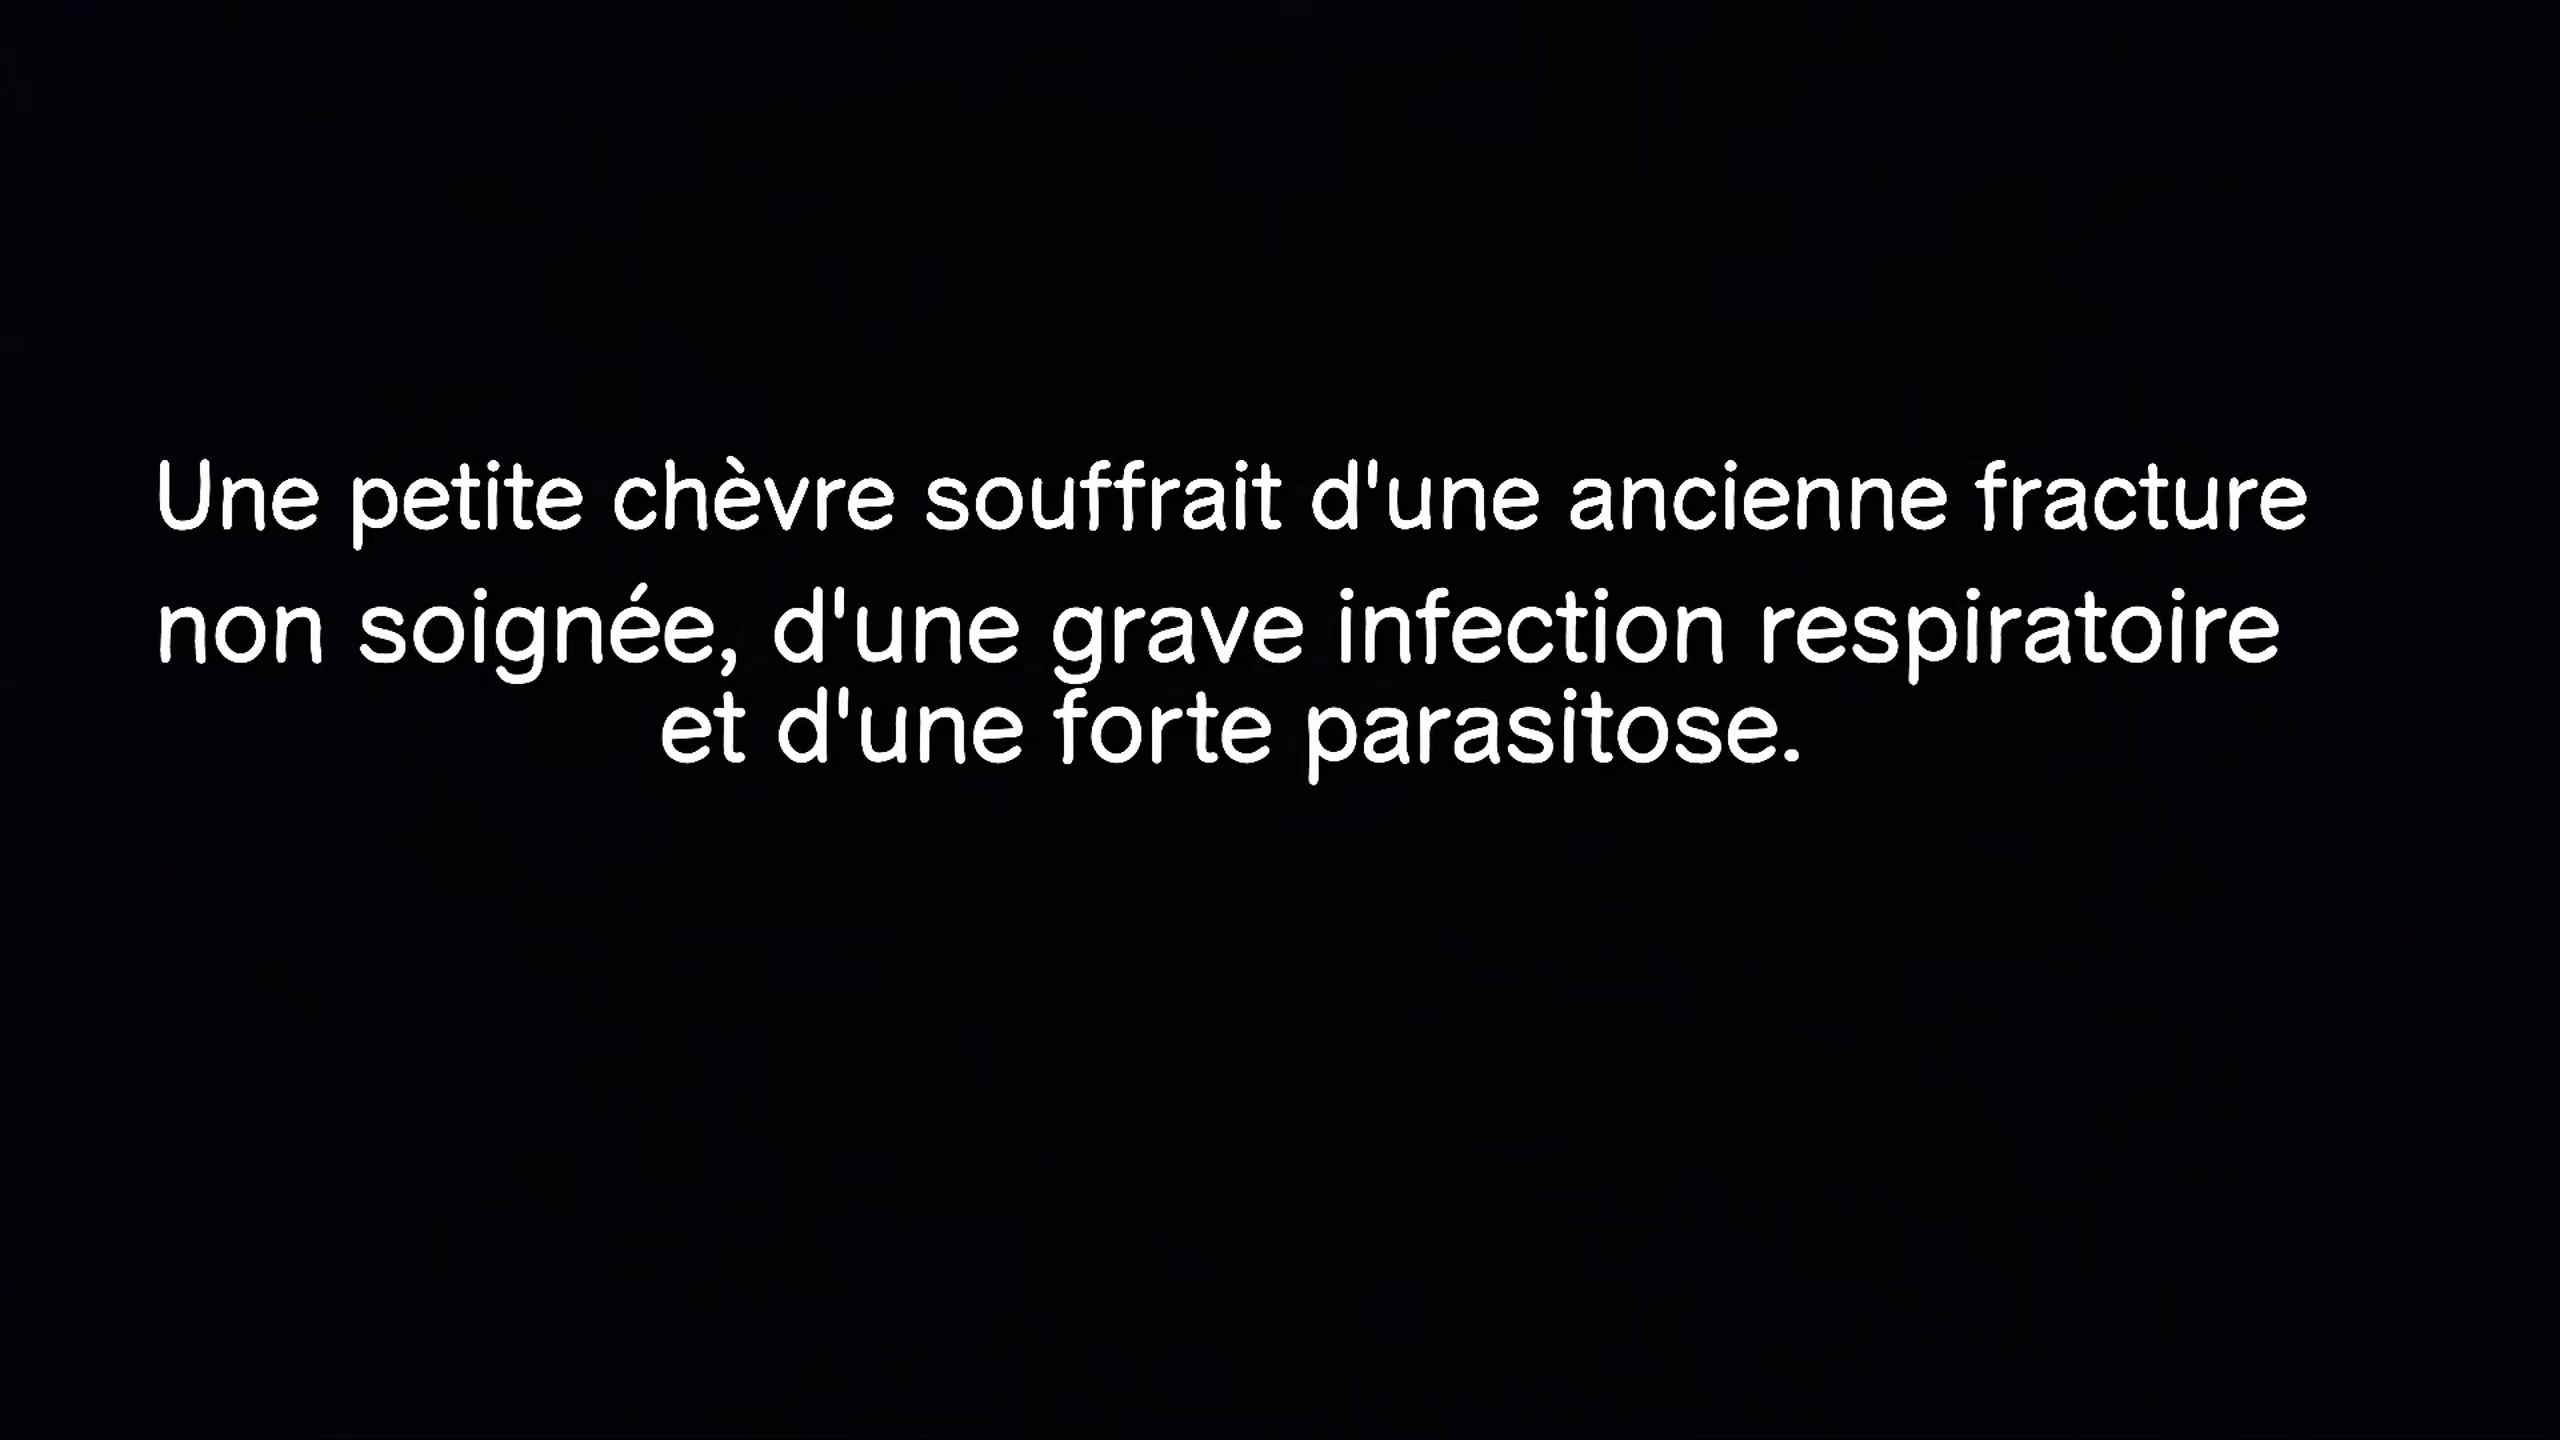 Une petite chèvre souffrait d'une ancienne fracture
non soignée, d'une grave infection respiratoire
et d'une forte parasitose.